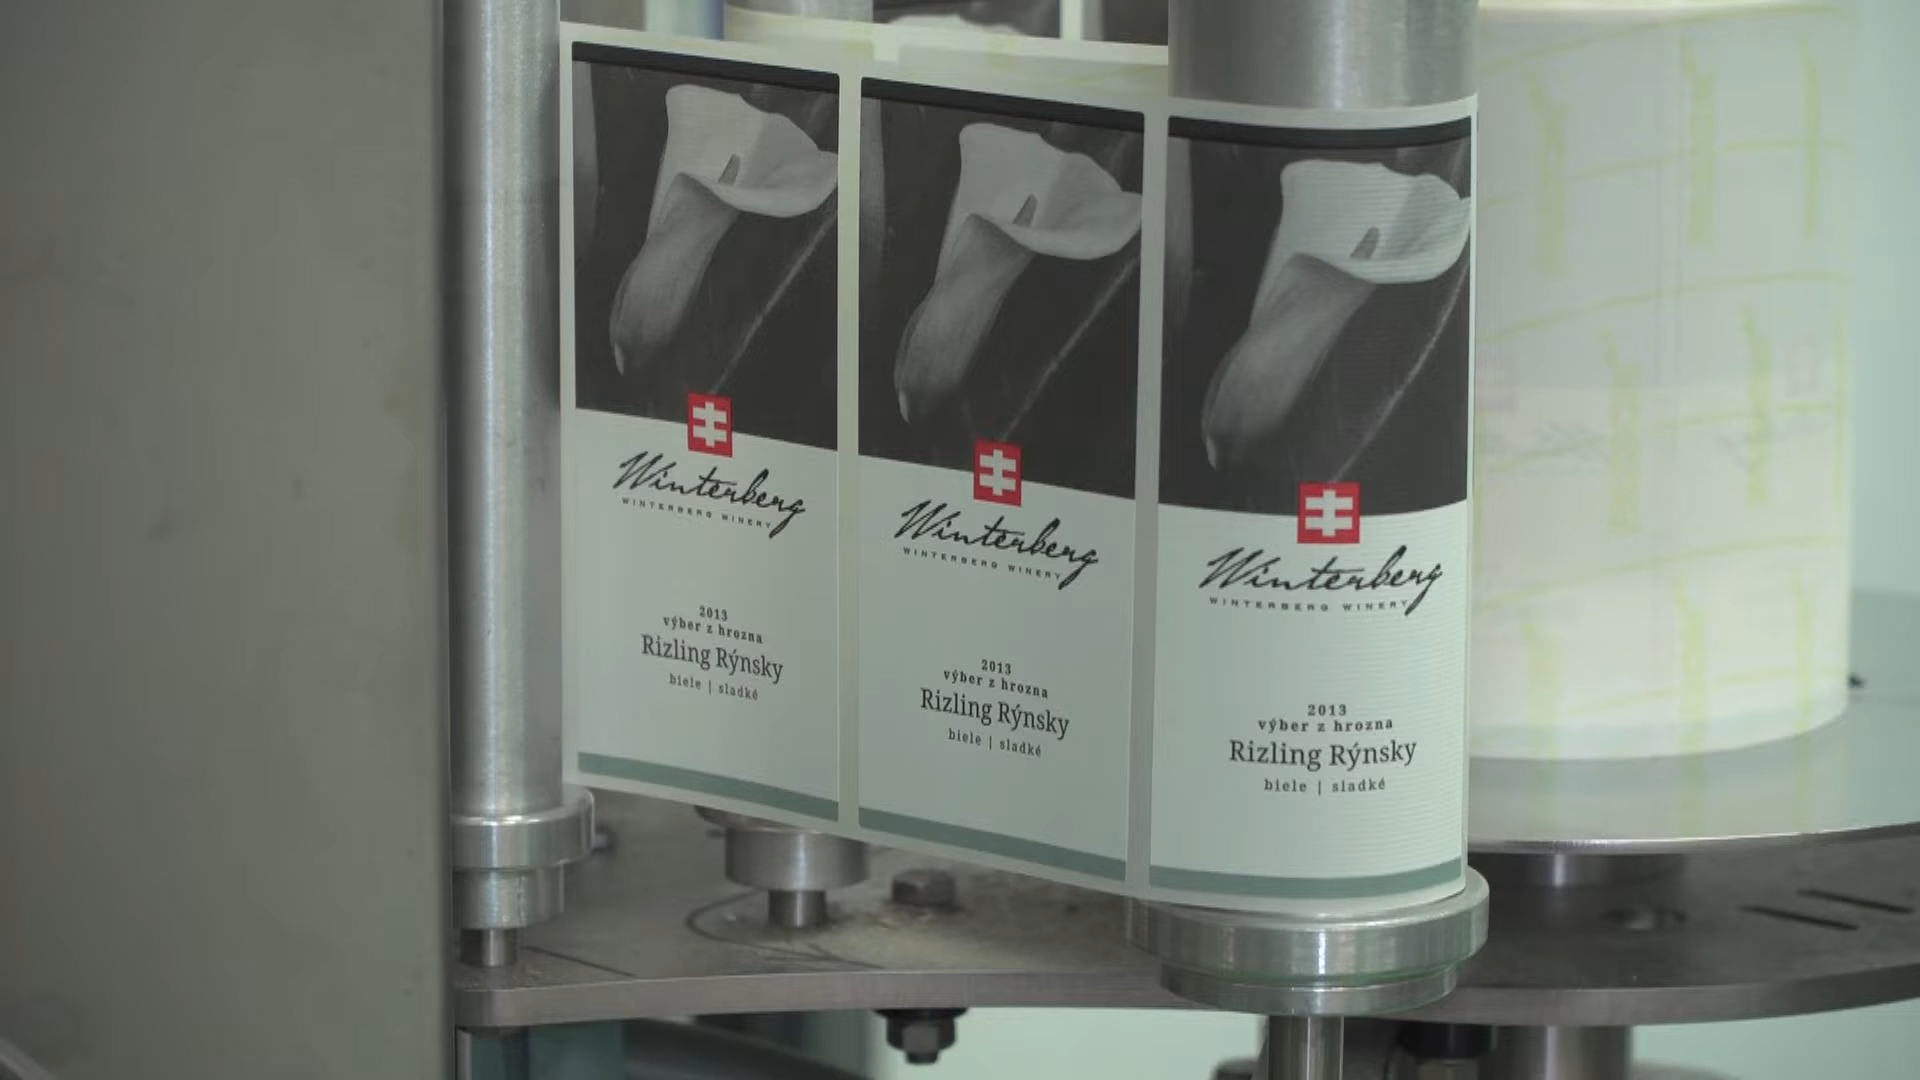 Winterberg
WINTERBERG WINERY
2013
výber z hrozna
Rizling Rýnsky
biele | sladké
Winterberg
WINTERBERG WINERY
2013
výber z hrozna
Rizling Rýnsky
biele | sladké
Winterberg
WINTERBERG WINERY
2013
výber z hrozna
Rizling Rýnsky
biele | sladké